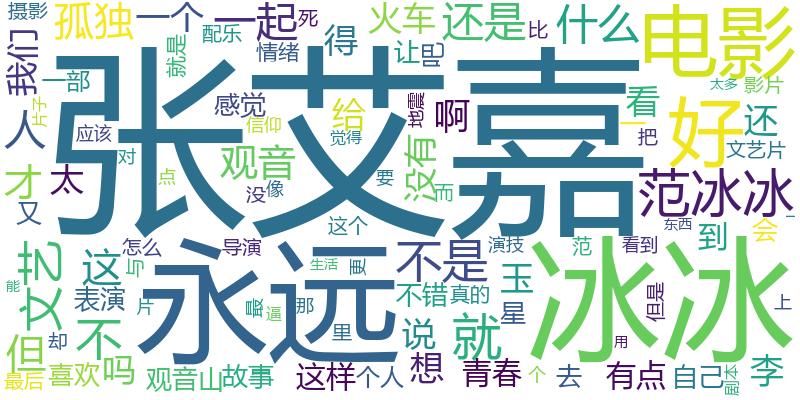 摄影 孤独 一个 一起 死 火车 还是 比 什么 电影
我们 就是 配乐 情绪 得 让 吧
一部 张艾嘉 太多 影片
片子 人 感觉 给 地震 啊 看 好 还
应该 信仰 觉得 一 把 文艺片
才 太 对 点 观音 没 像 要 没有 而 范冰冰
又 这个 东西 一
文艺 这 怎么 与 导演 永远 不是 演技 范 看到 到 会
能 表演 片 最 生活 更 玉 冰冰 但是 上
不 逼 那 里 不错 真的 星
但 却 吗 说 就 用
最后 喜欢 观音山 故事 这样 个人 想 青春 个 去 有点 自己 剧本 李